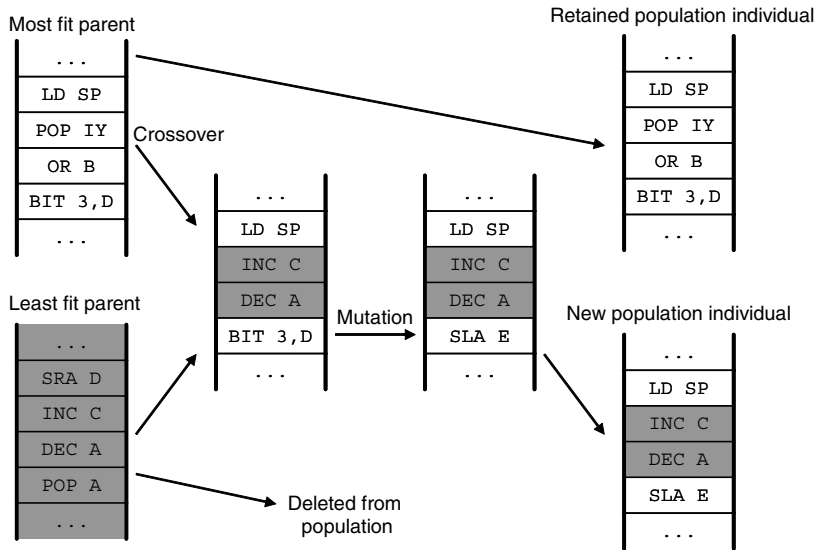 Most fit parent
...
LD SP
POP IY
OR B
BIT 3,D
...
Crossover
Retained population individual
...
LD SP
POP IY
OR B
BIT 3,D
...
Least fit parent
...
SRA D
INC C
DEC A
POP A
...
...
LD SP
INC C
DEC A
BIT 3,D
...
Mutation
...
LD SP
INC C
DEC A
SLA E
...
Deleted from
population
New population individual
...
LD SP
INC C
DEC A
SLA E
...